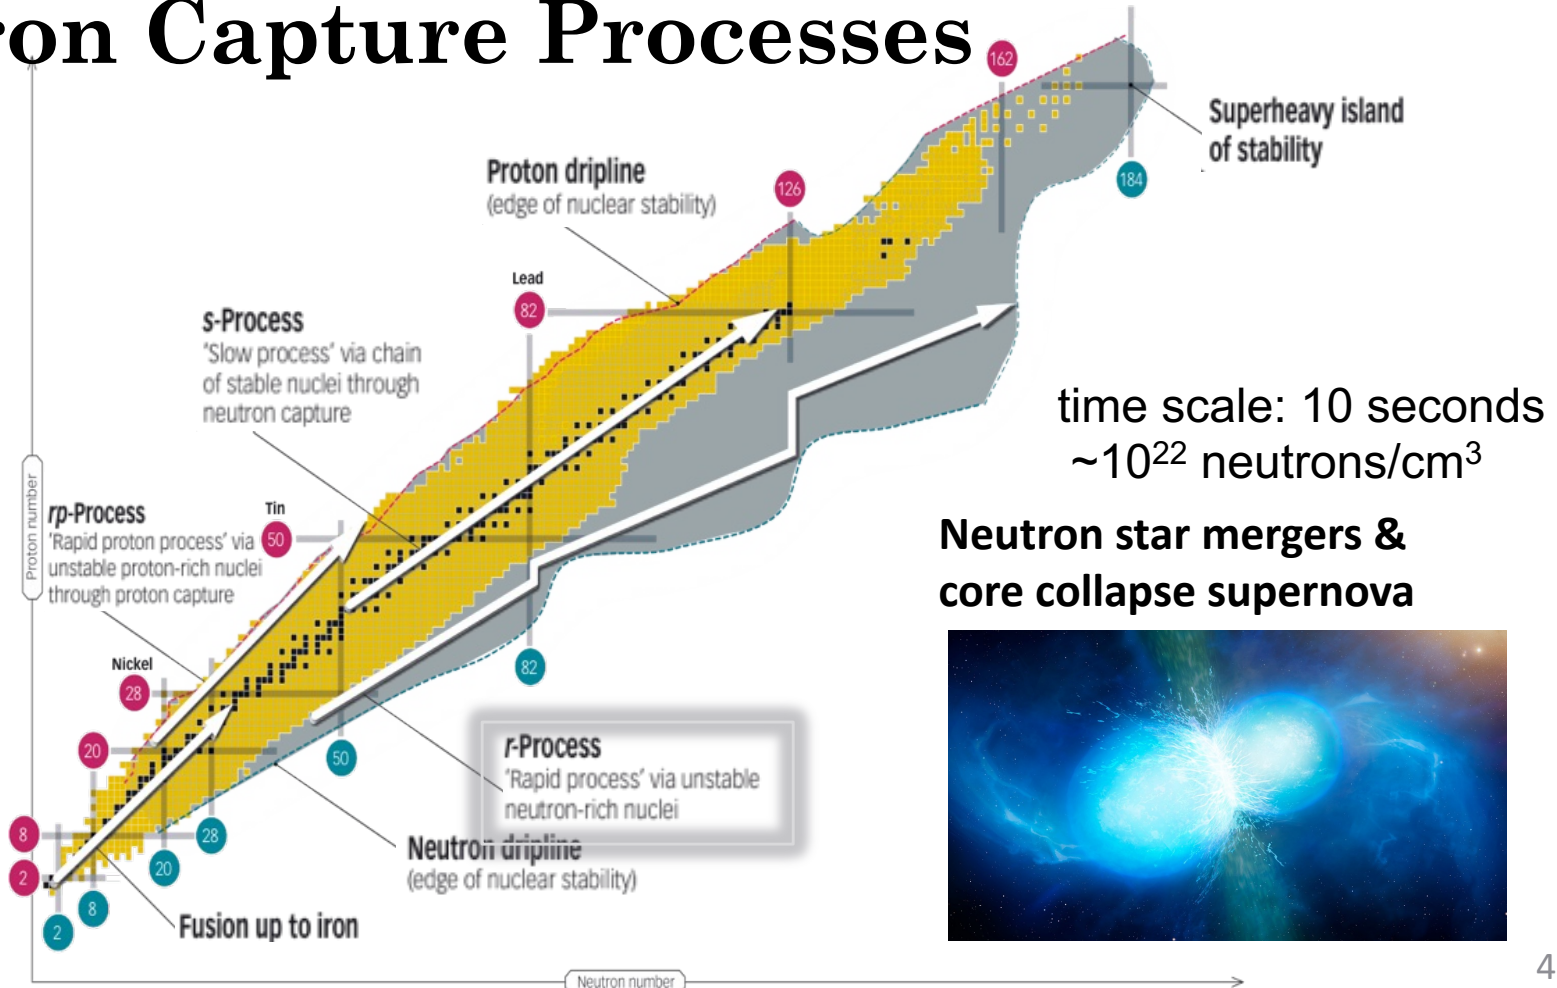 ron Capture Processes
162
Superheavy island
of stability
184
Proton dripline
(edge of nuclear stability)
126
Lead
82
s-Process
'Slow process' via chain
of stable nuclei through
neutron capture
time scale: 10 seconds
~10²² neutrons/cm³
Neutron star mergers &
core collapse supernova
Proton number
rp-Process
'Rapid proton process' via
unstable proton-rich nuclei
through proton capture
Tin
50
Nickel
28
82
20
50
r-Process
'Rapid process' via unstable
neutron-rich nuclei
8
28
Neutron dripline
(edge of nuclear stability)
20
2
8
2
Fusion up to iron
Neutron number
4